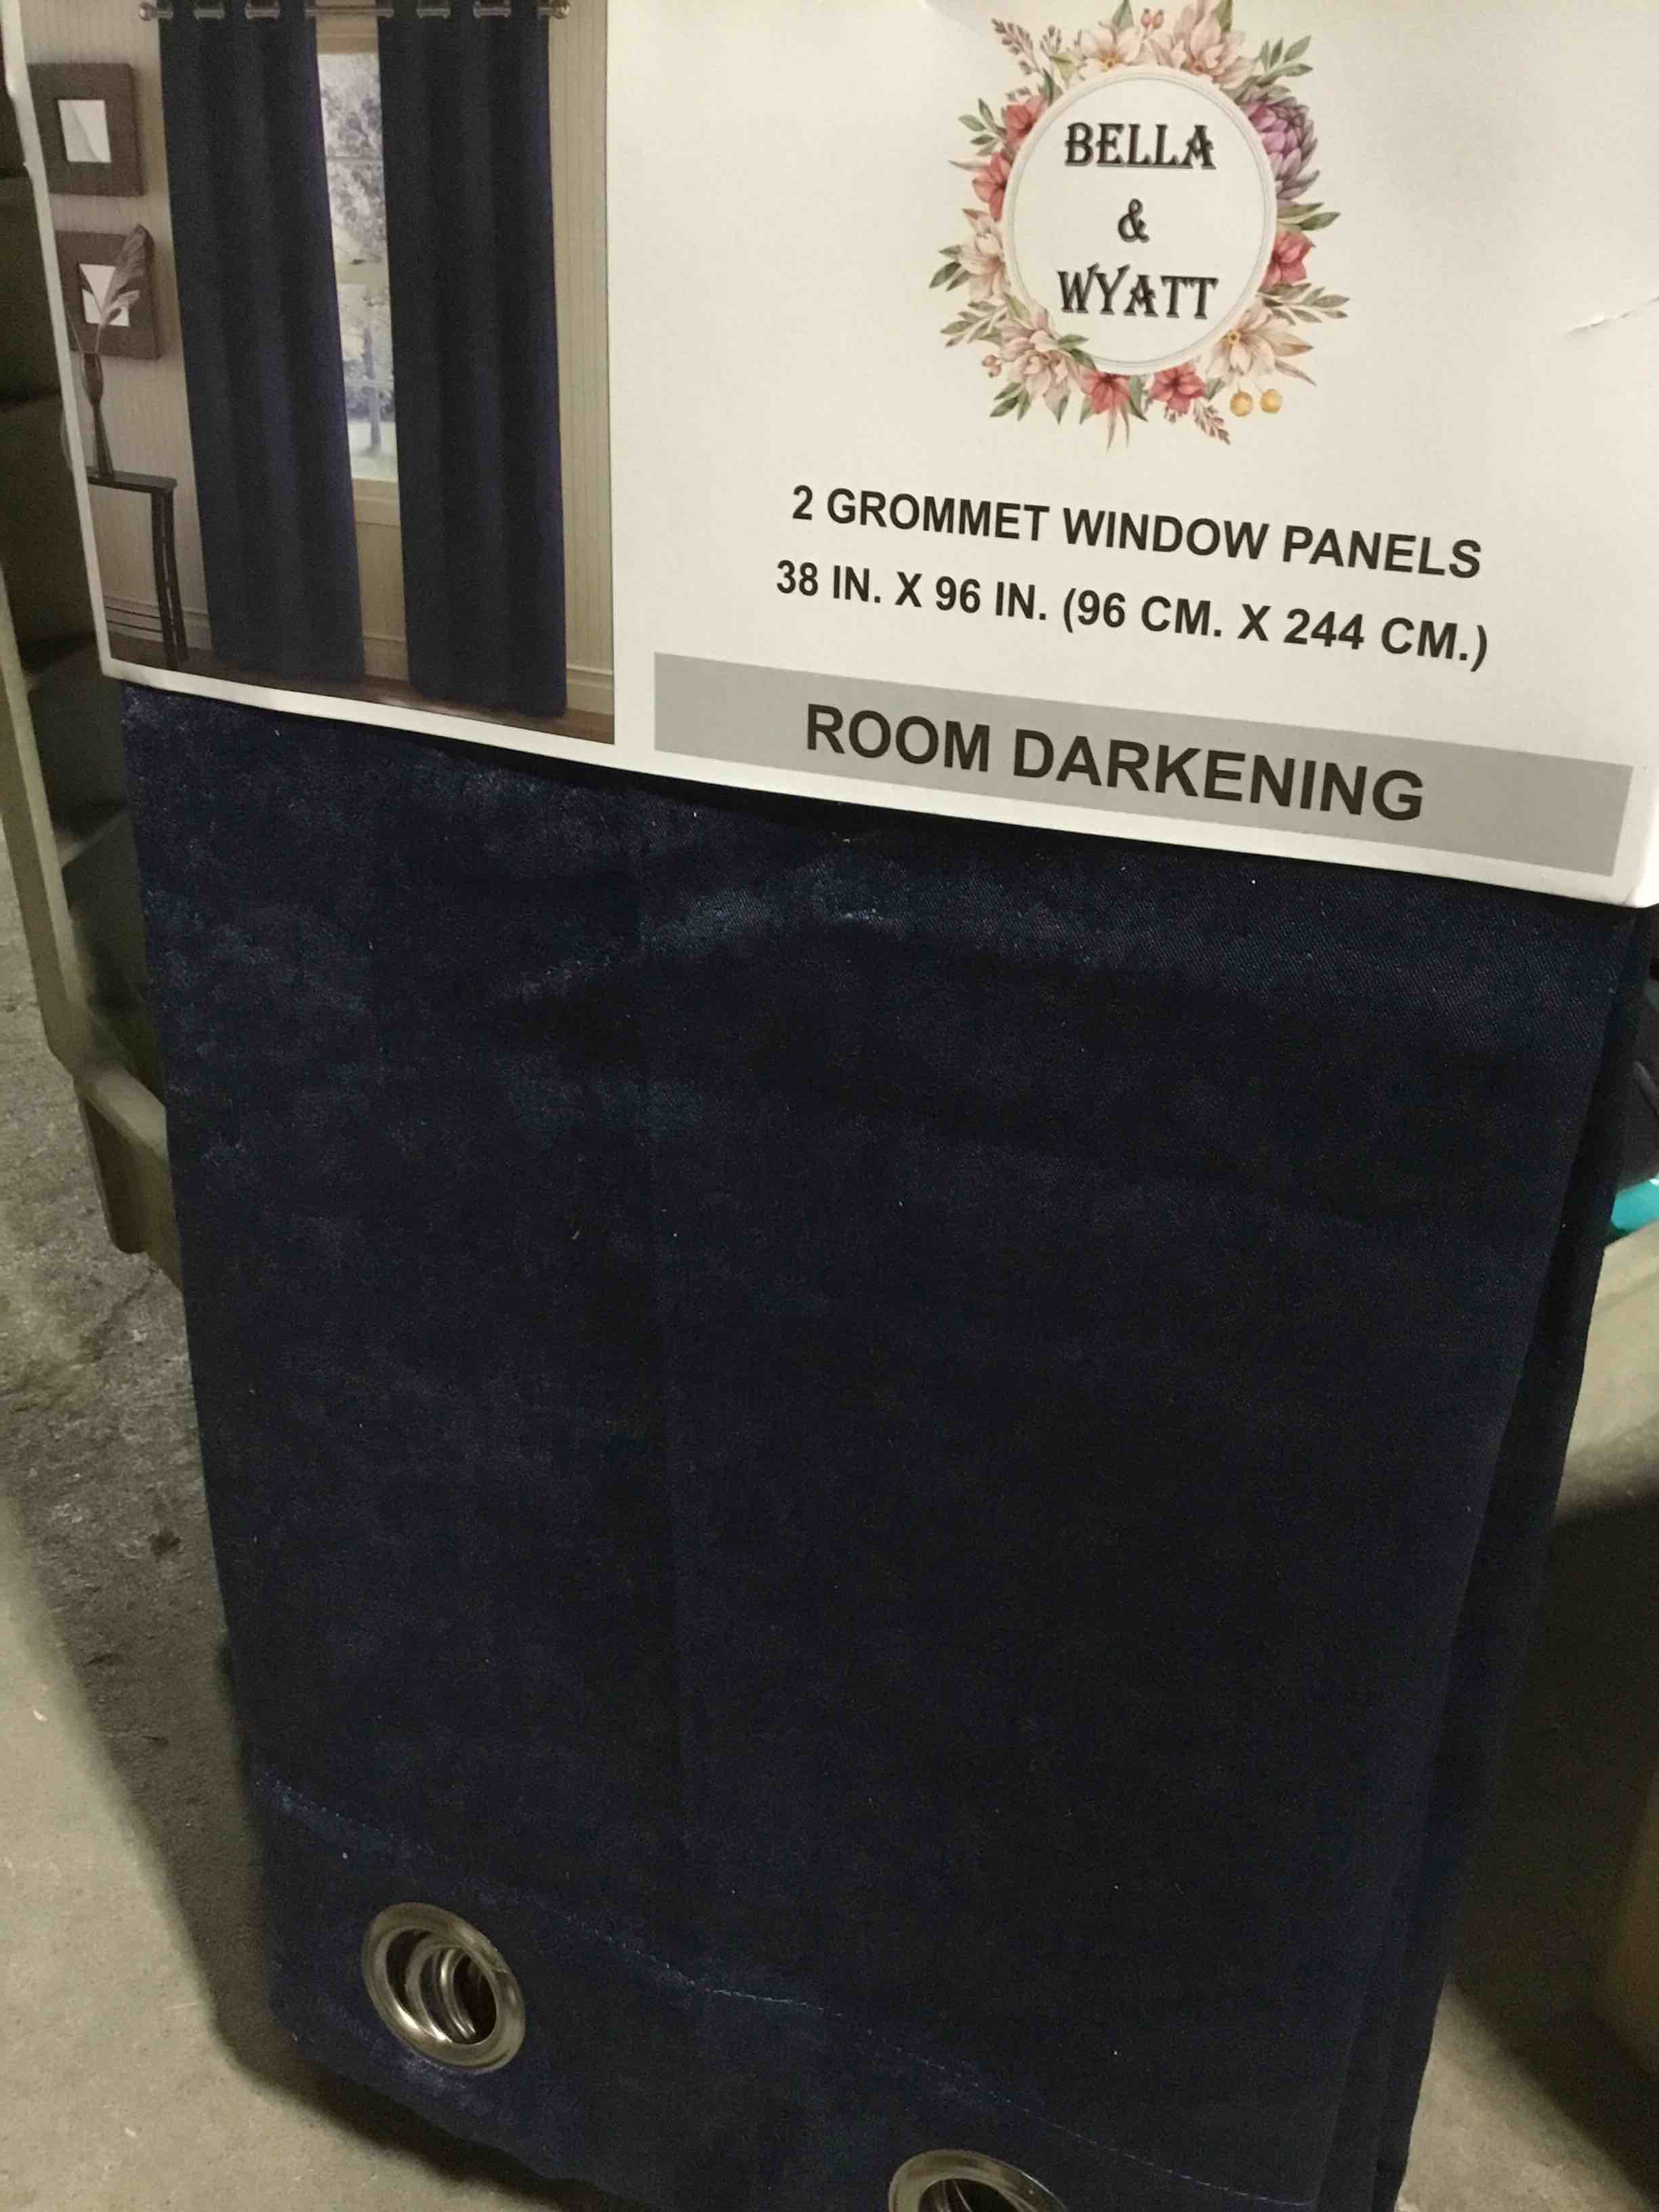 BELLA
&
WYATT
2 GROMMET WINDOW PANELS
38 IN. X 96 IN. (96 CM. X 244 CM.)
ROOM DARKENING